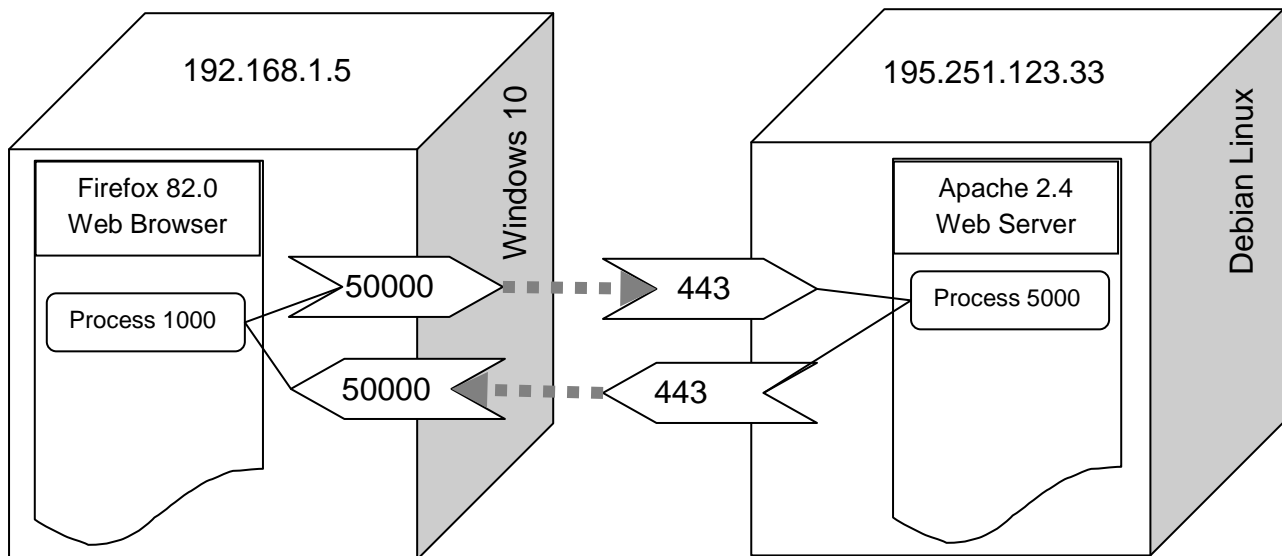 192.168.1.5
Windows 10
Firefox 82.0
Web Browser
Process 1000
50000
50000
195.251.123.33
Debian Linux
Apache 2.4
Web Server
Process 5000
443
443